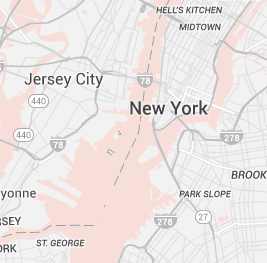 HELL'S KITCHEN
MIDTOWN
Jersey City
78
440
New York
440
78
278
BROOK
yonne
PARK SLOPE
RSEY
278
27
ORK
ST. GEORGE